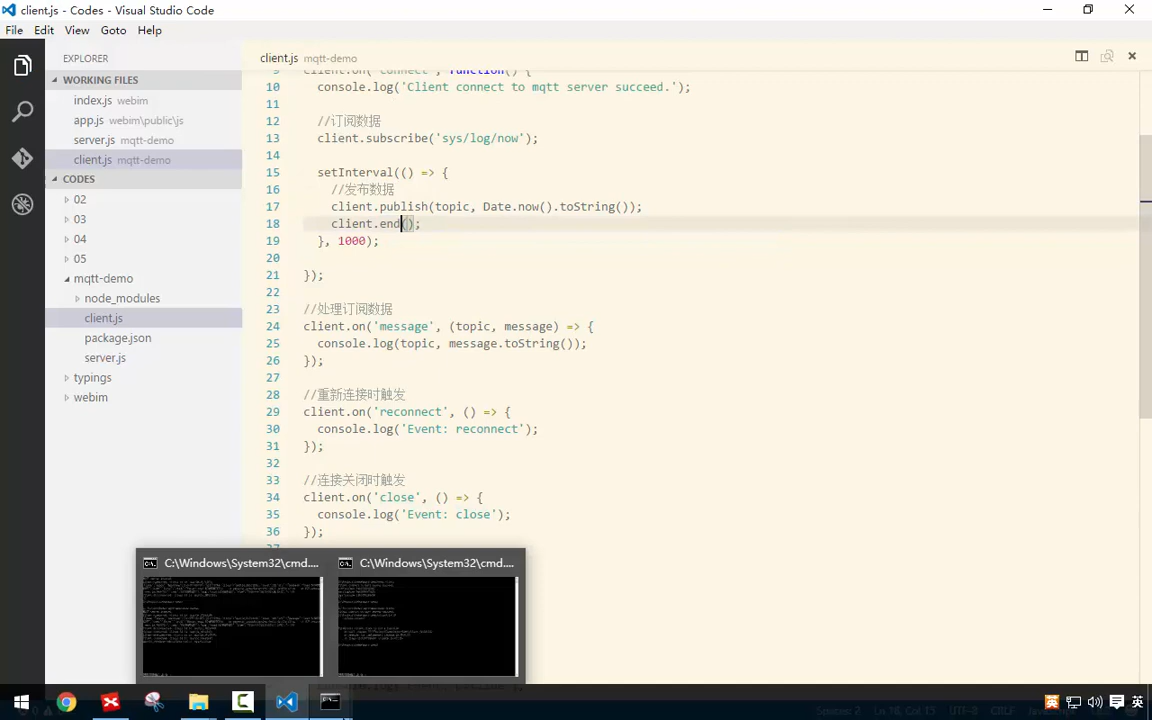 client.js - Codes - Visual Studio Code
File Edit View Goto Help
EXPLORER
WORKING FILES
index.js webim
app.js webim\public\js
server.js mqtt-demo
client.js mqtt-demo
CODES
02
03
04
05
mqtt-demo
node_modules
client.js
package.json
server.js
typings
webim
client.js mqtt-demo
9 client.on('connect', function() {
10 console.log('Client connect to mqtt server succeed.');
11
12 //订阅数据
13 client.subscribe('sys/log/now');
14
15 setInterval(() => {
16 //发布数据
17 client.publish(topic, Date.now().toString());
18 client.end();
19 }, 1000);
20
21 });
22
23 //处理订阅数据
24 client.on('message', (topic, message) => {
25 console.log(topic, message.toString());
26 });
27
28 //重新连接时触发
29 client.on('reconnect', () => {
30 console.log('Event: reconnect');
31 });
32
33 //连接关闭时触发
34 client.on('close', () => {
35 console.log('Event: close');
36 });
C:\Windows\System32\cmd....
C:\Windows\System32\cmd....
英
英